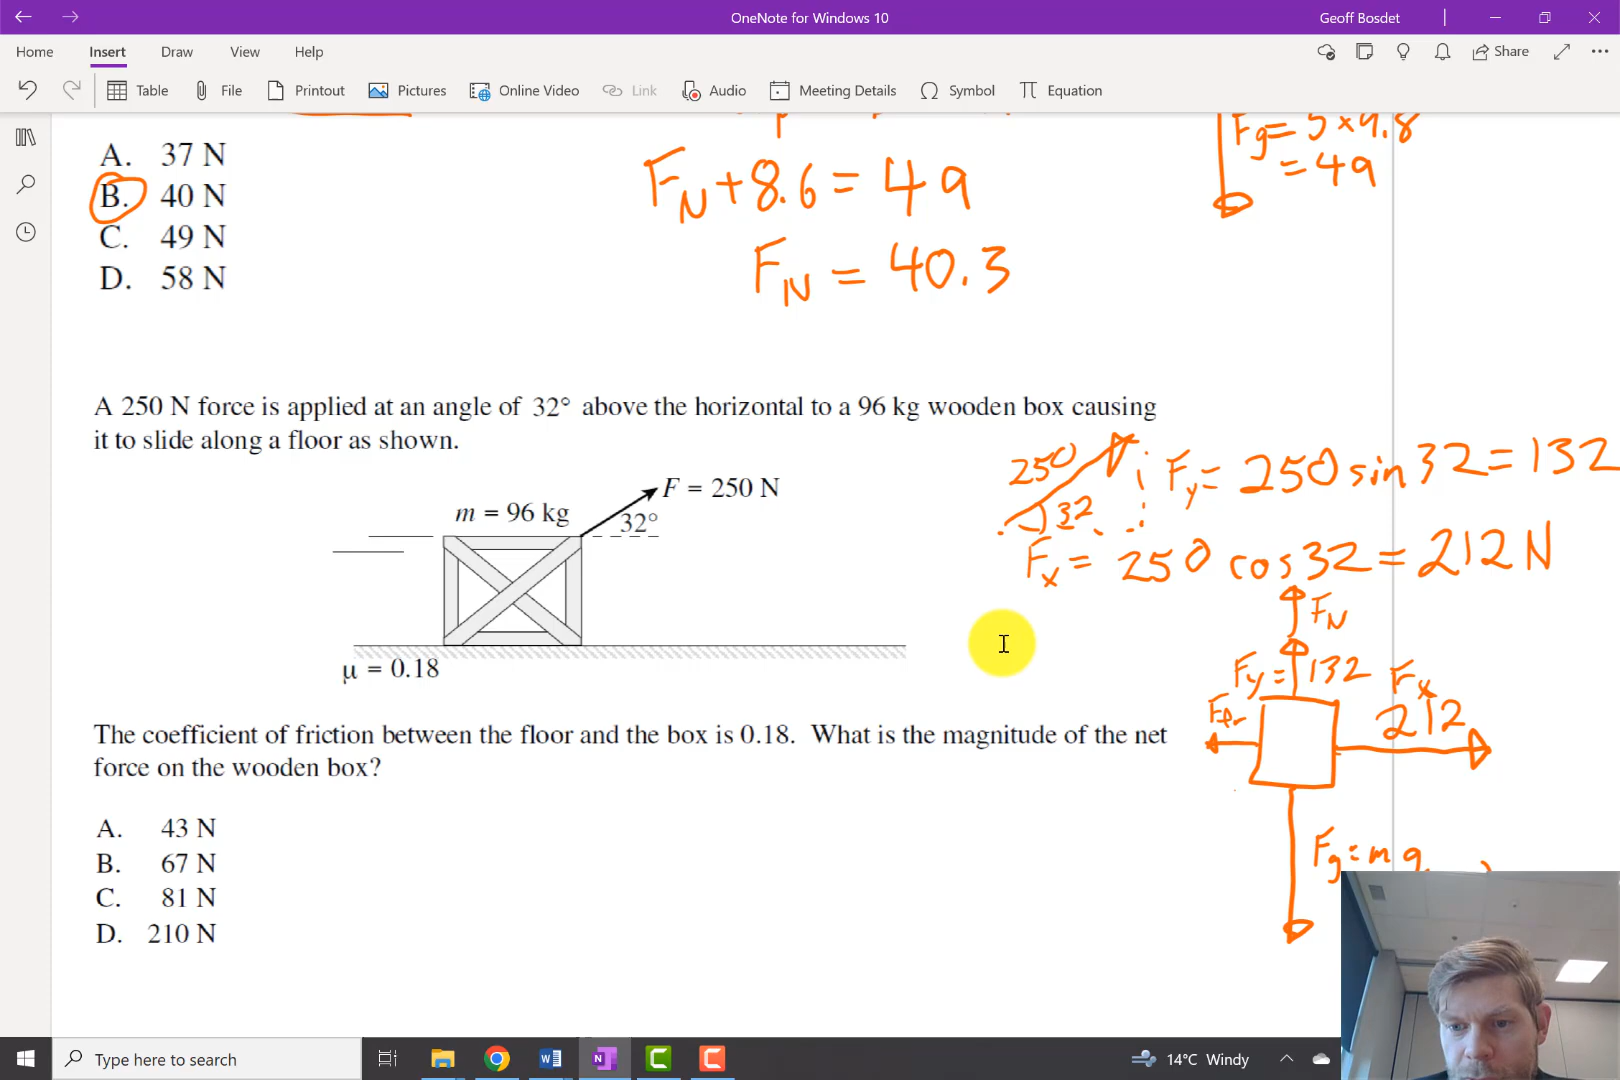 OneNote for Windows 10
Geoff Bosdet
Home Insert Draw View Help
Share
Table File Printout Pictures Online Video Link Audio Meeting Details Symbol Equation
A. 37 N
B. 40 N
C. 49 N
D. 58 N
FN + 8.6 = 49
FN = 40.3
Fg = 5 × 9.8
= 49
A 250 N force is applied at an angle of 32° above the horizontal to a 96 kg wooden box causing
it to slide along a floor as shown.
F = 250 N
m = 96 kg
32°
μ = 0.18
250
32
Fy = 250 sin 32 = 132
Fx = 250 cos 32 = 212 N
FN
Fy = 132
Fx
212
Ffr
Fg = mg
The coefficient of friction between the floor and the box is 0.18. What is the magnitude of the net
force on the wooden box?
A. 43 N
B. 67 N
C. 81 N
D. 210 N
Type here to search
14°C Windy